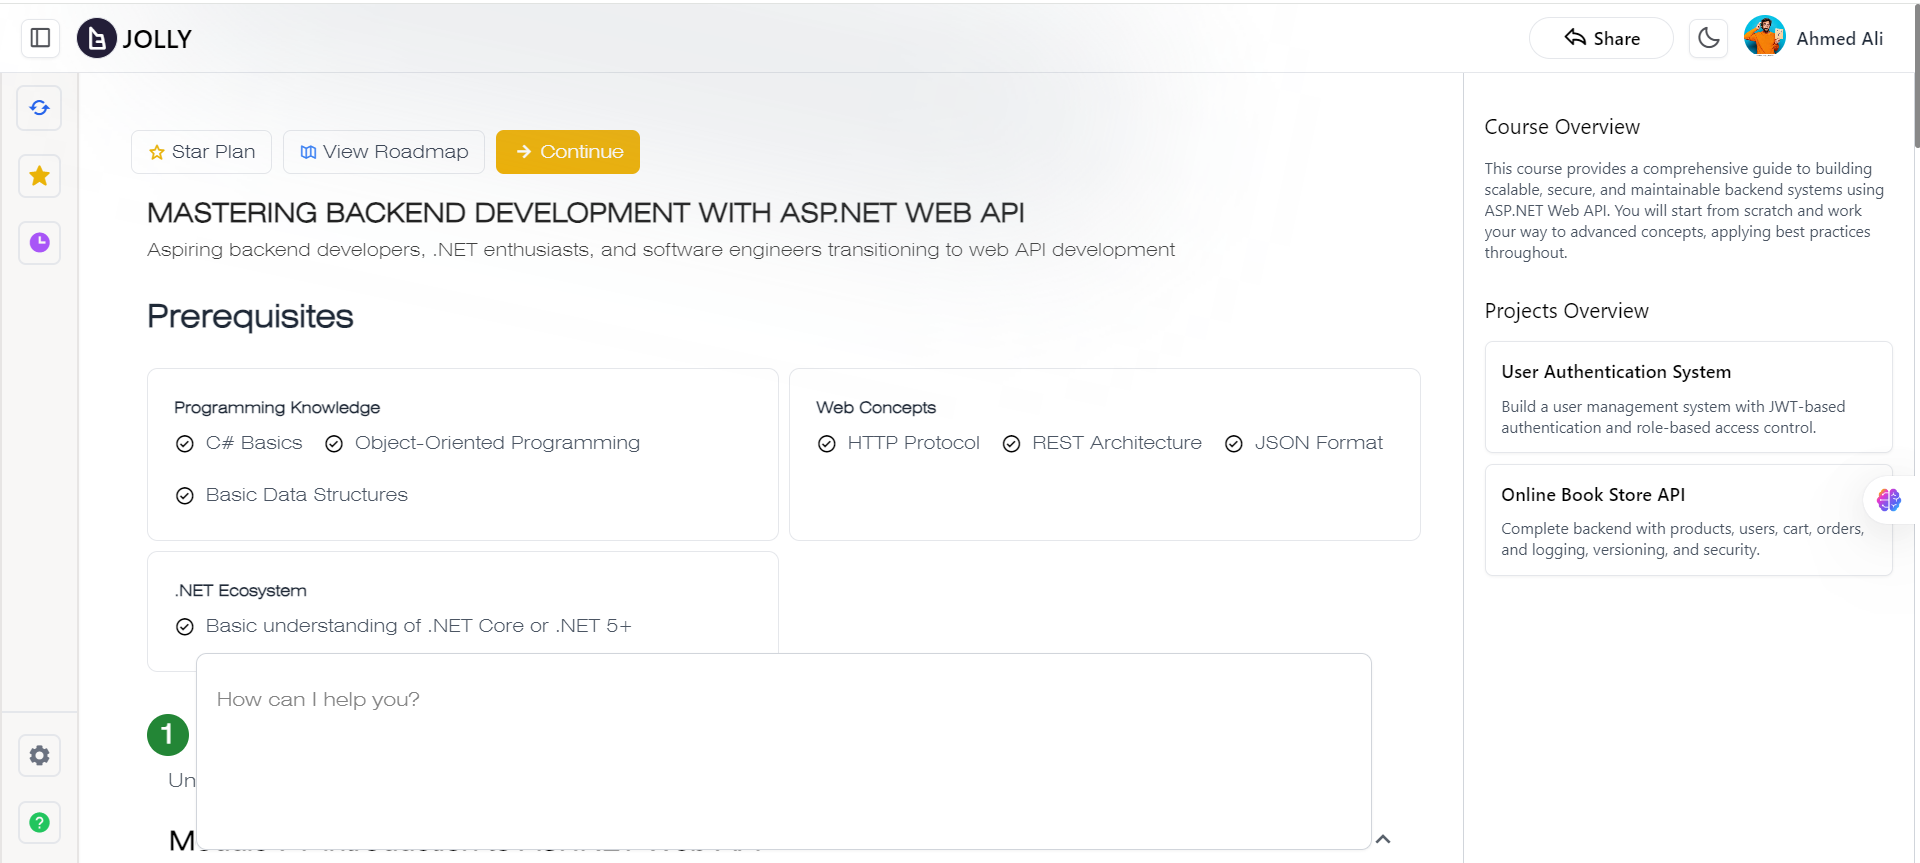 JOLLY
Share
Ahmed Ali
Star Plan
View Roadmap
Continue
MASTERING BACKEND DEVELOPMENT WITH ASP.NET WEB API
Aspiring backend developers, .NET enthusiasts, and software engineers transitioning to web API development
Prerequisites
Programming Knowledge
C# Basics
Object-Oriented Programming
Basic Data Structures
Web Concepts
HTTP Protocol
REST Architecture
JSON Format
.NET Ecosystem
Basic understanding of .NET Core or .NET 5+
How can I help you?
1
Un
Course Overview
This course provides a comprehensive guide to building
scalable, secure, and maintainable backend systems using
ASP.NET Web API. You will start from scratch and work
your way to advanced concepts, applying best practices
throughout.
Projects Overview
User Authentication System
Build a user management system with JWT-based
authentication and role-based access control.
Online Book Store API
Complete backend with products, users, cart, orders,
and logging, versioning, and security.